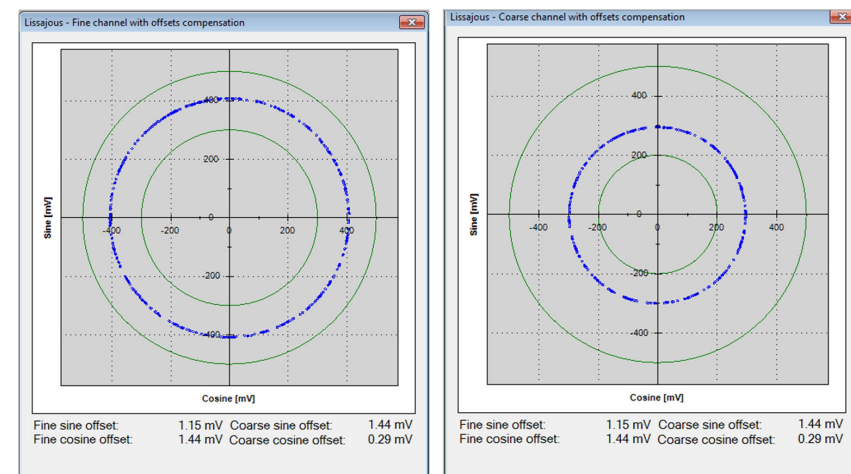 Lissajous - Fine channel with offsets compensation
400
200
-400
-200
0
200
400
-200
-400
Sine [mV]
Cosine [mV]
Fine sine offset: 1.15 mV Coarse sine offset: 1.44 mV
Fine cosine offset: 1.44 mV Coarse cosine offset: 0.29 mV
Lissajous - Coarse channel with offsets compensation
400
200
0
-400
-200
0
200
400
-200
-400
Sine [mV]
Cosine [mV]
Fine sine offset: 1.15 mV Coarse sine offset: 1.44 mV
Fine cosine offset: 1.44 mV Coarse cosine offset: 0.29 mV